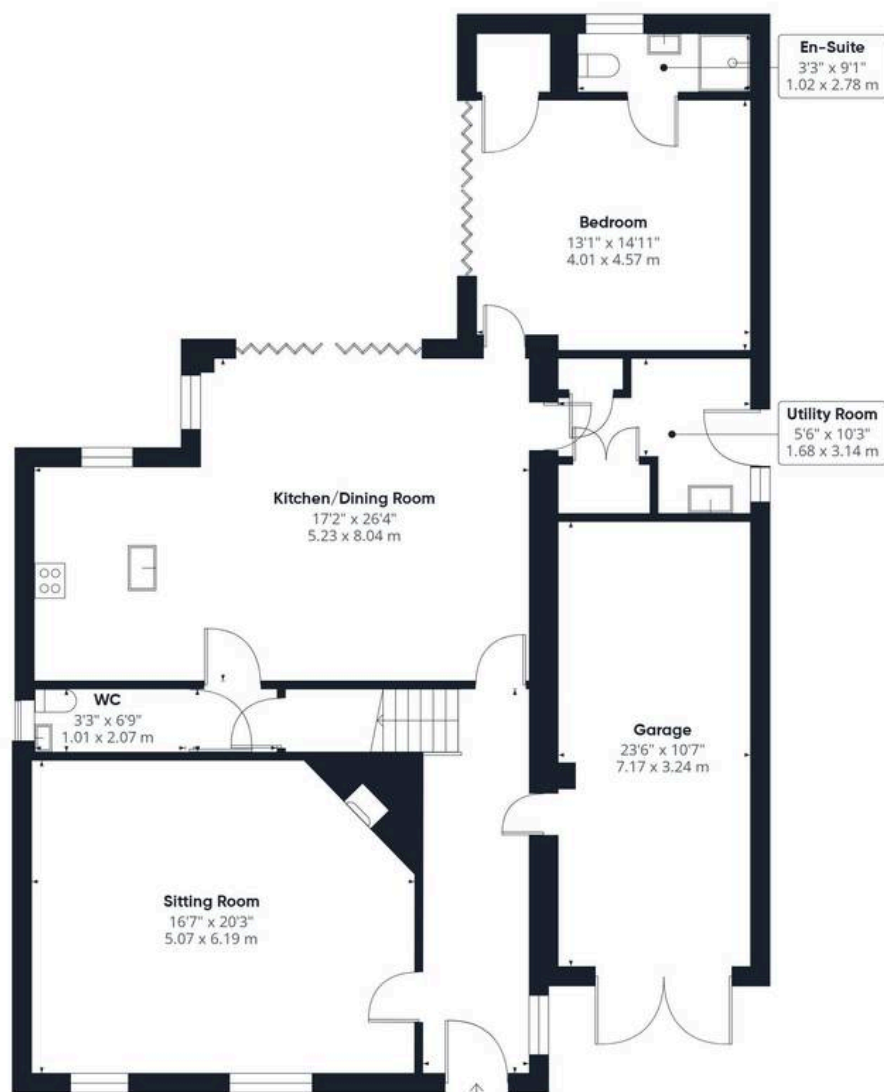 En-Suite
3'3" x 9'1"
1.02 x 2.78 m
Bedroom
13'1" x 14'11"
4.01 x 4.57 m
Utility Room
5'6" x 10'3"
1.68 x 3.14 m
Kitchen/Dining Room
17'2" x 26'4"
5.23 x 8.04 m
WC
3'3" x 6'9"
1.01 x 2.07 m
Garage
23'6" x 10'7"
7.17 x 3.24 m
Sitting Room
16'7" x 20'3"
5.07 x 6.19 m